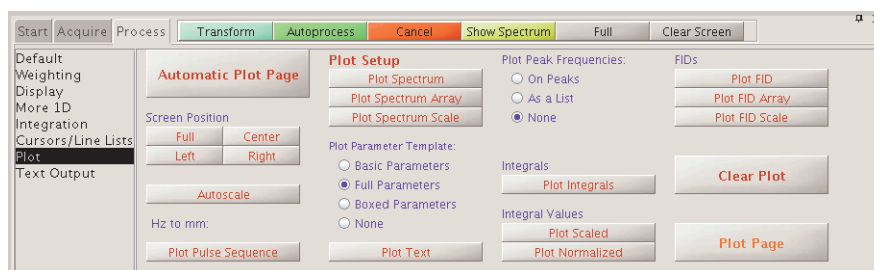 Start Acquire Process Transform Autoprocess Cancel Show Spectrum Full Clear Screen
Default
Weighting
Display
More 1D
Integration
Cursors/Line Lists
Plot
Text Output
Automatic Plot Page
Screen Position
Full Center
Left Right
Autoscale
Hz to mm:
Plot Pulse Sequence
Plot Setup
Plot Spectrum
Plot Spectrum Array
Plot Spectrum Scale
Plot Parameter Template:
Basic Parameters
Full Parameters
Boxed Parameters
None
Plot Text
Plot Peak Frequencies:
On Peaks
As a List
None
Integrals
Plot Integrals
Integral Values
Plot Scaled
Plot Normalized
FIDs
Plot FID
Plot FID Array
Plot FID Scale
Clear Plot
Plot Page